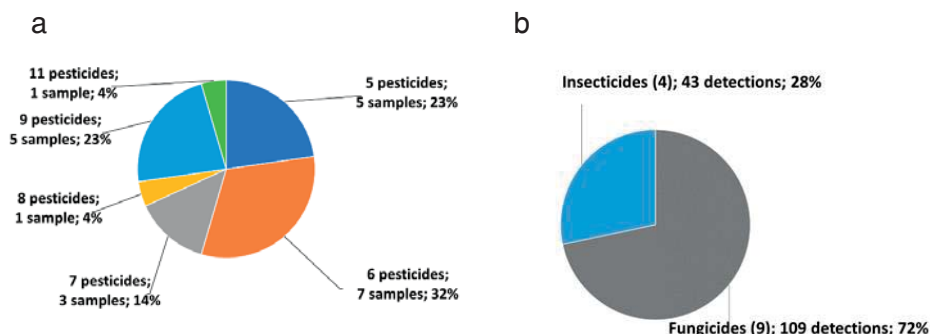 a
11 pesticides;
1 sample; 4%
5 pesticides;
5 samples; 23%
9 pesticides;
5 samples; 23%
8 pesticides;
1 sample; 4%
7 pesticides;
3 samples; 14%
6 pesticides;
7 samples; 32%
b
Insecticides (4); 43 detections; 28%
Fungicides (9); 109 detections; 72%